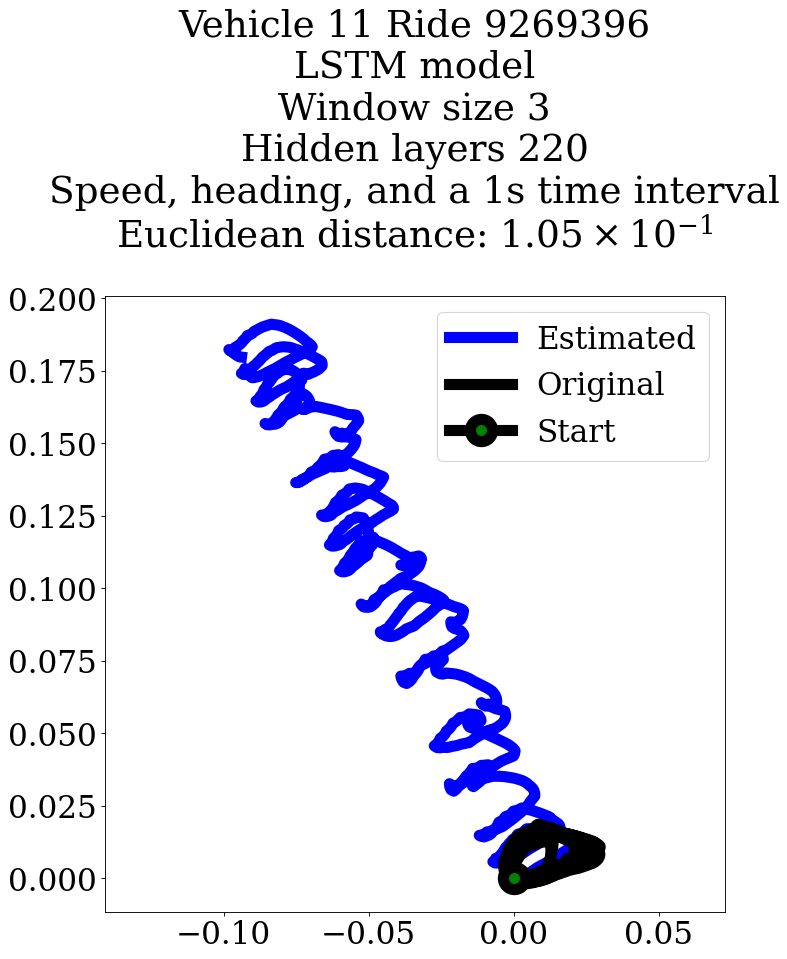 Vehicle 11 Ride 9269396
LSTM model
Window size 3
Hidden layers 220
Speed, heading, and a 1s time interval
Euclidean distance: 1.05 × 10⁻¹
0.200
0.175
0.150
0.125
0.100
0.075
0.050
0.025
0.000
Estimated
Original
Start
−0.10 −0.05 0.00 0.05